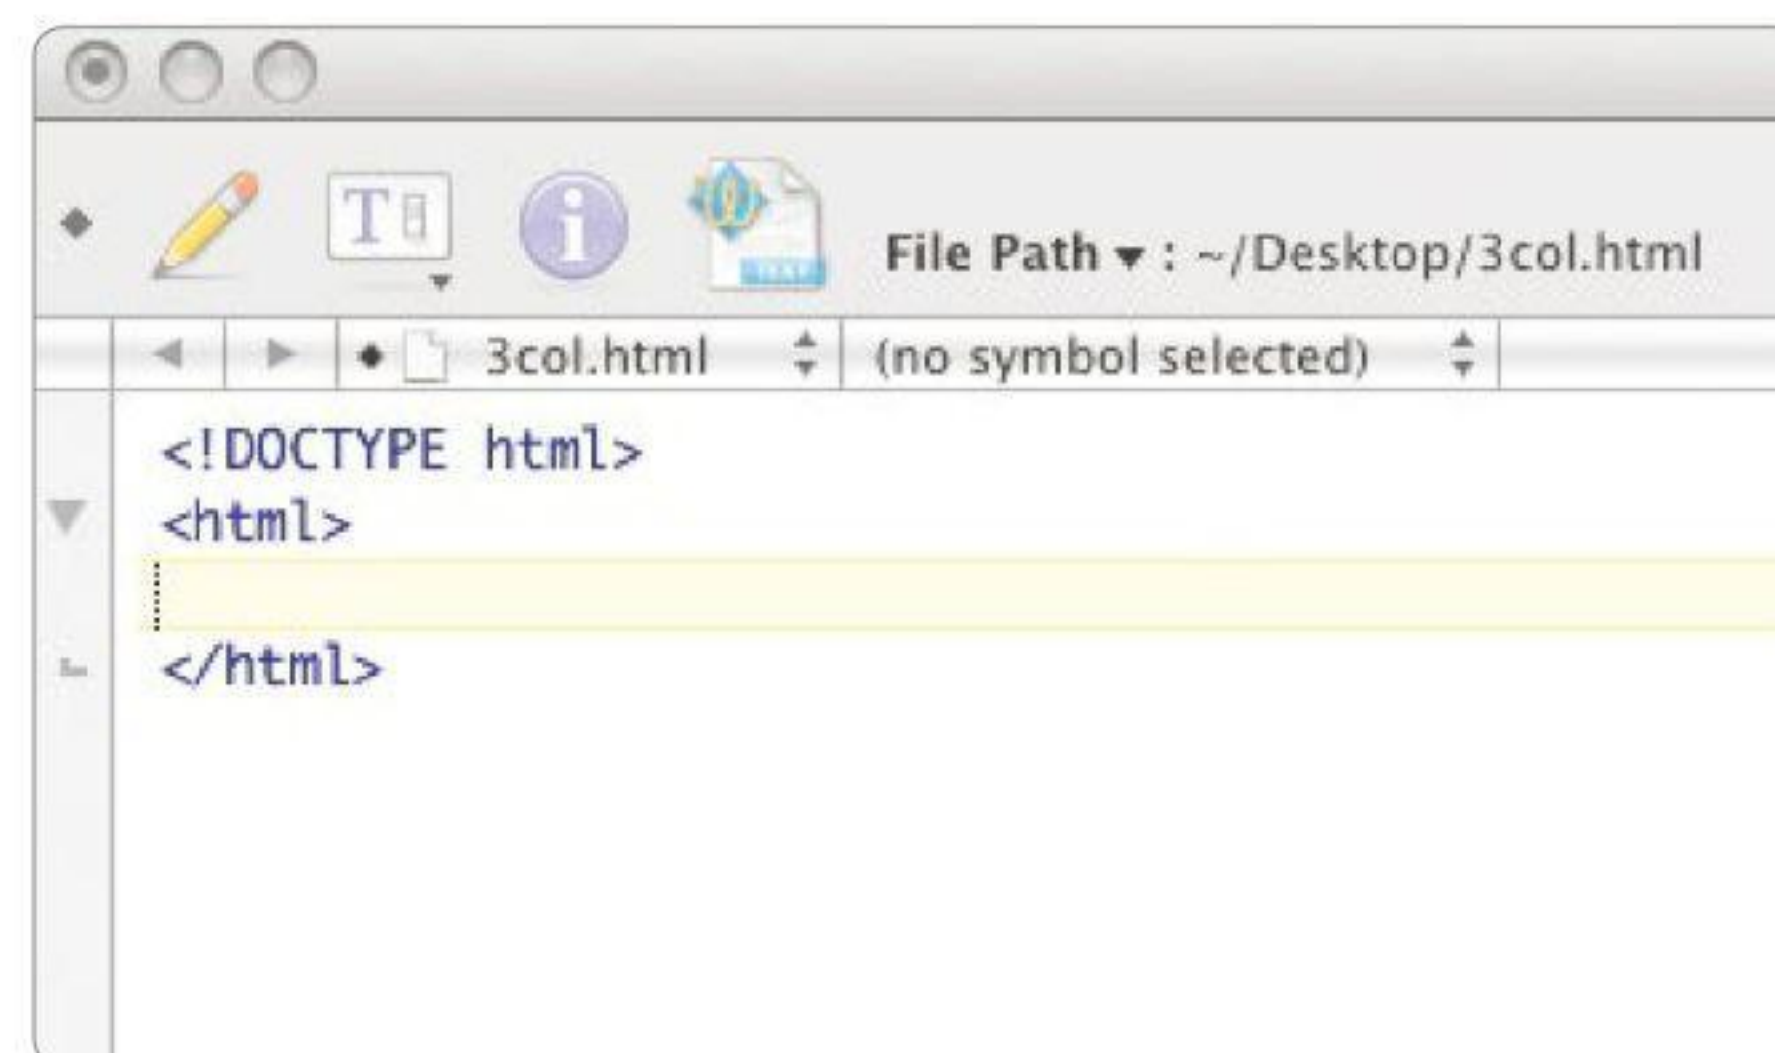 File Path ▾ : ~/Desktop/3col.html
3col.html (no symbol selected)
<!DOCTYPE html>
<html>
</html>